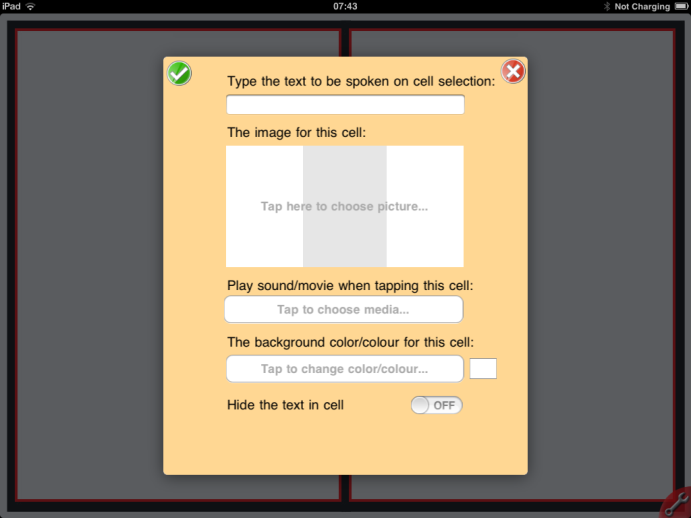 iPad 07:43 Not Charging
Type the text to be spoken on cell selection:
The image for this cell:
Tap here to choose picture...
Play sound/movie when tapping this cell:
Tap to choose media...
The background color/colour for this cell:
Tap to change color/colour...
Hide the text in cell OFF